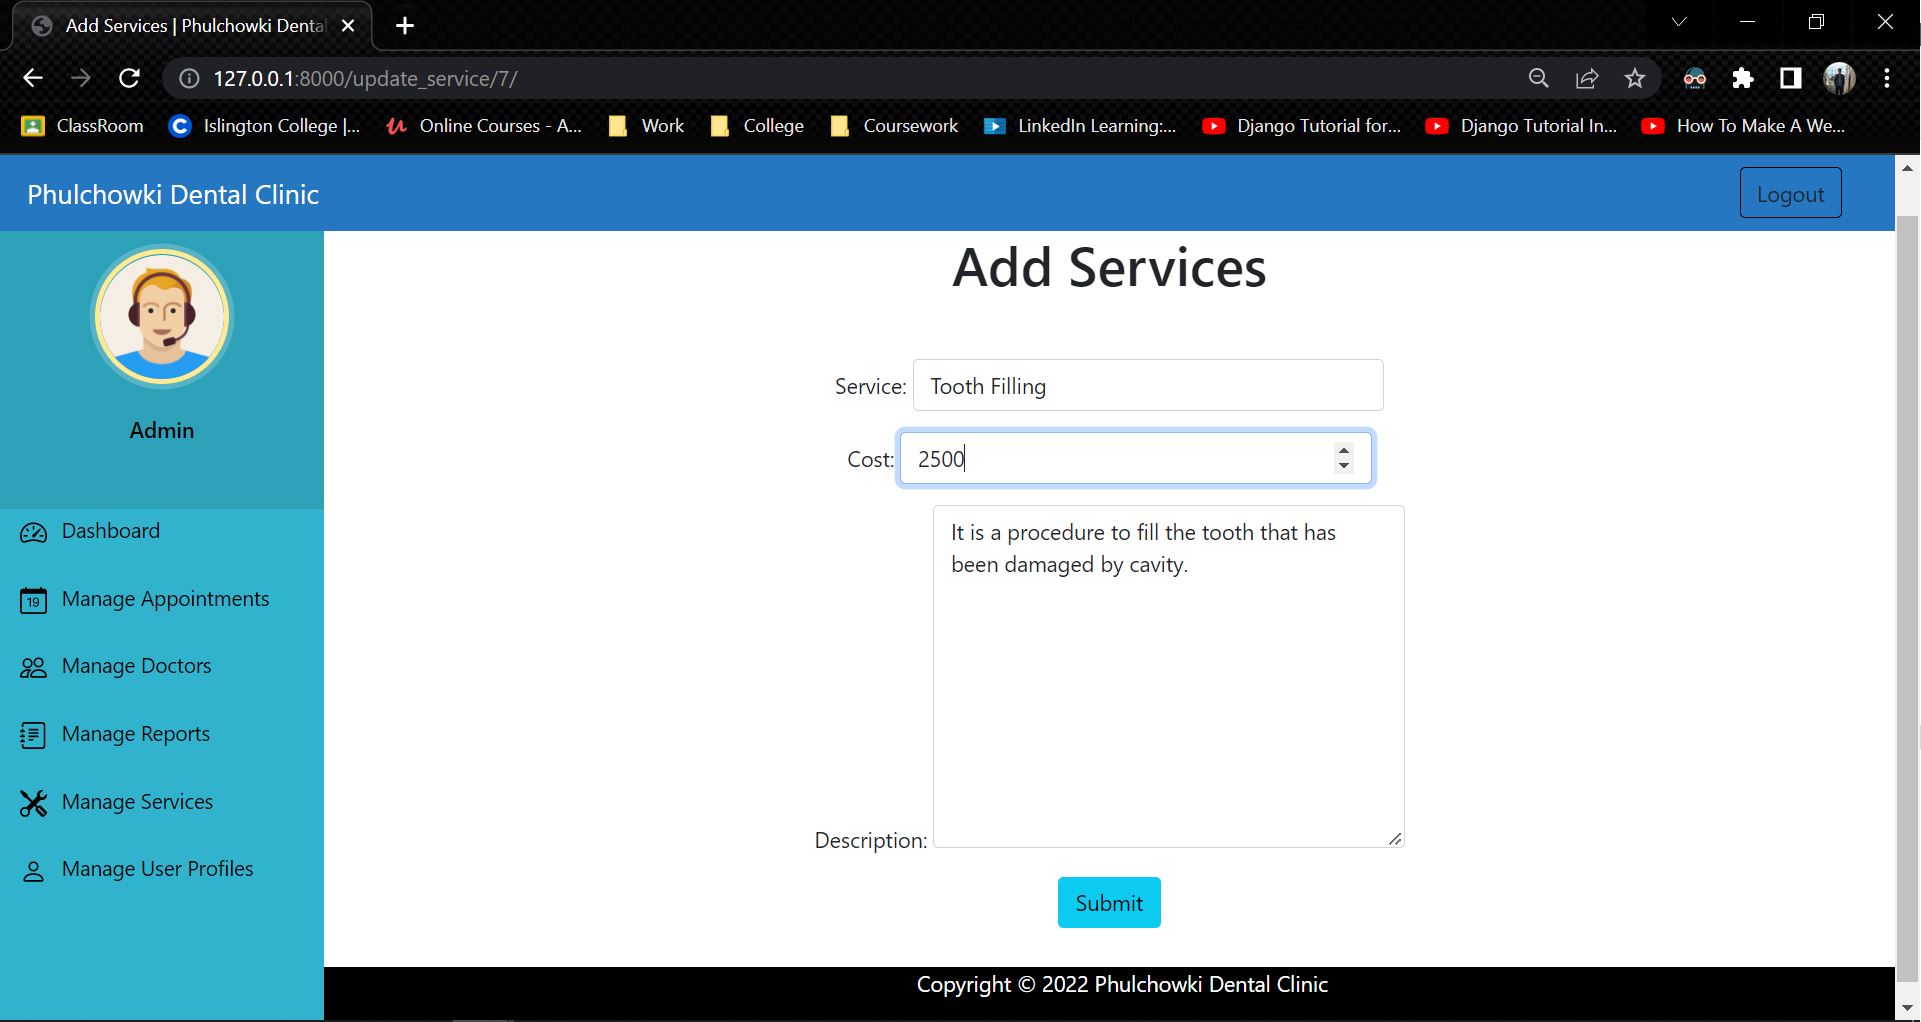 Add Services | Phulchowki Denta
127.0.0.1:8000/update_service/7/
ClassRoom
Islington College |...
Online Courses - A...
Work
College
Coursework
LinkedIn Learning:...
Django Tutorial for...
Django Tutorial In...
How To Make A We...
Phulchowki Dental Clinic
Logout
Admin
Dashboard
19
Manage Appointments
Manage Doctors
Manage Reports
Manage Services
Manage User Profiles
Add Services
Service: Tooth Filling
Cost: 2500
It is a procedure to fill the tooth that has
been damaged by cavity.
Description:
Submit
Copyright © 2022 Phulchowki Dental Clinic